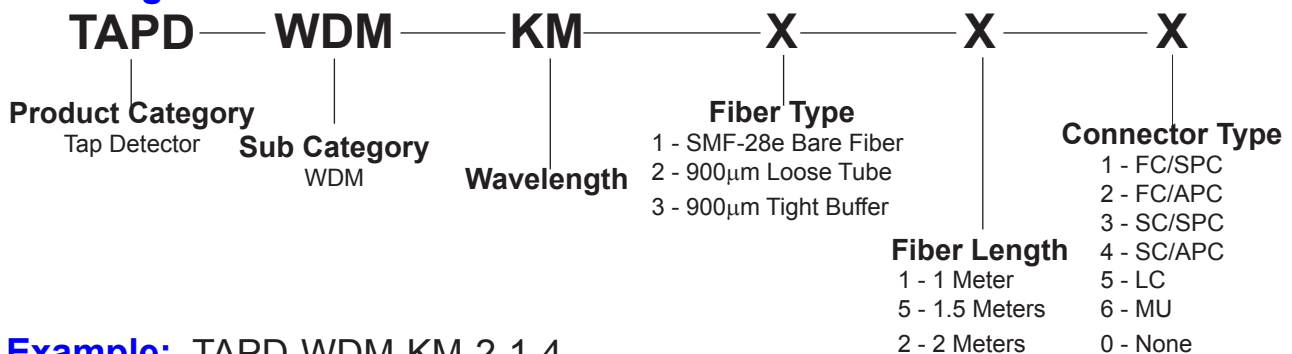 TAPD WDM KM X X X
Product Category
Tap Detector
Sub Category
WDM
Wavelength
Fiber Type
1 - SMF-28e Bare Fiber
2 - 900μm Loose Tube
3 - 900μm Tight Buffer
Fiber Length
1 - 1 Meter
5 - 1.5 Meters
2 - 2 Meters
Connector Type
1 - FC/SPC
2 - FC/APC
3 - SC/SPC
4 - SC/APC
5 - LC
6 - MU
0 - None
Example: TAPD-WDM-KM-2-1-4